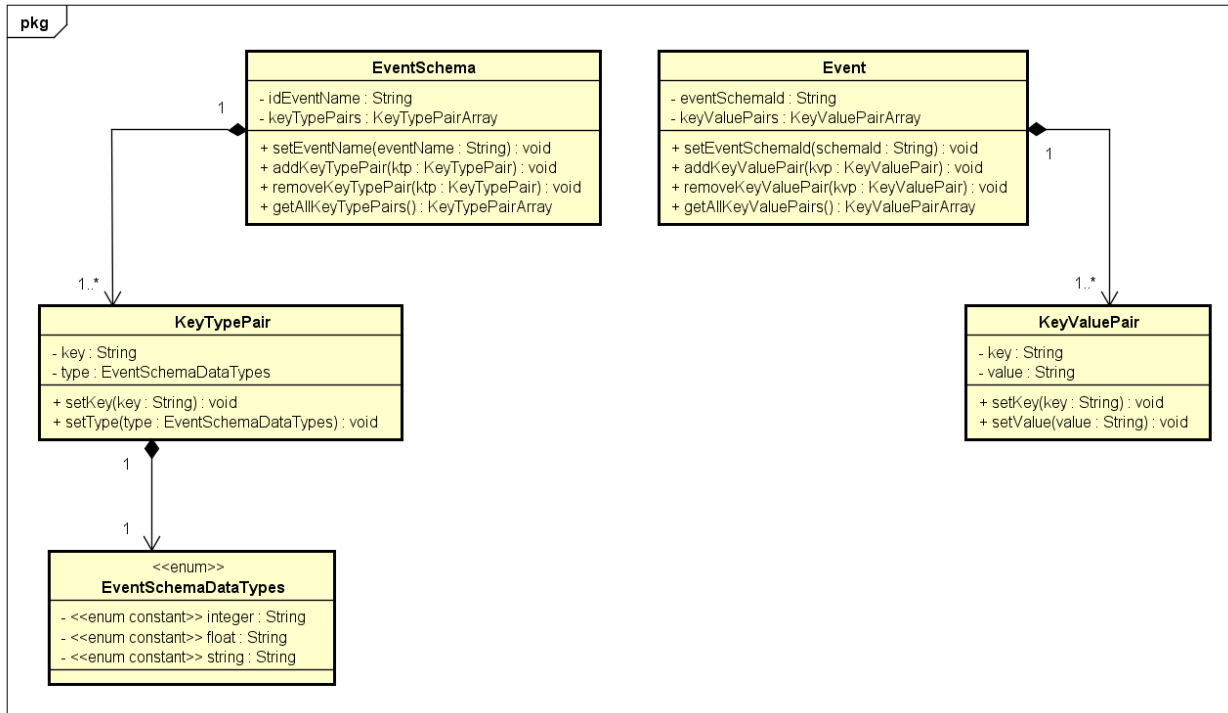 pkg
EventSchema
- idEventName : String
- keyTypePairs : KeyTypePairArray
+ setEventName(eventName : String) : void
+ addKeyTypePair(ktp : KeyTypePair) : void
+ removeKeyTypePair(ktp : KeyTypePair) : void
+ getAllKeyTypePairs() : KeyTypePairArray
1
1..*
Event
- eventSchemaId : String
- keyValuePairs : KeyValuePairArray
+ setEventSchemaId(schemaId : String) : void
+ addKeyValuePair(kvp : KeyValuePair) : void
+ removeKeyValuePair(kvp : KeyValuePair) : void
+ getAllKeyValuePairs() : KeyValuePairArray
1
1..*
KeyTypePair
- key : String
- type : EventSchemaDataTypes
+ setKey(key : String) : void
+ setType(type : EventSchemaDataTypes) : void
1
1
KeyValuePair
- key : String
- value : String
+ setKey(key : String) : void
+ setValue(value : String) : void
<<enum>>
EventSchemaDataTypes
- <<enum constant>> integer : String
- <<enum constant>> float : String
- <<enum constant>> string : String